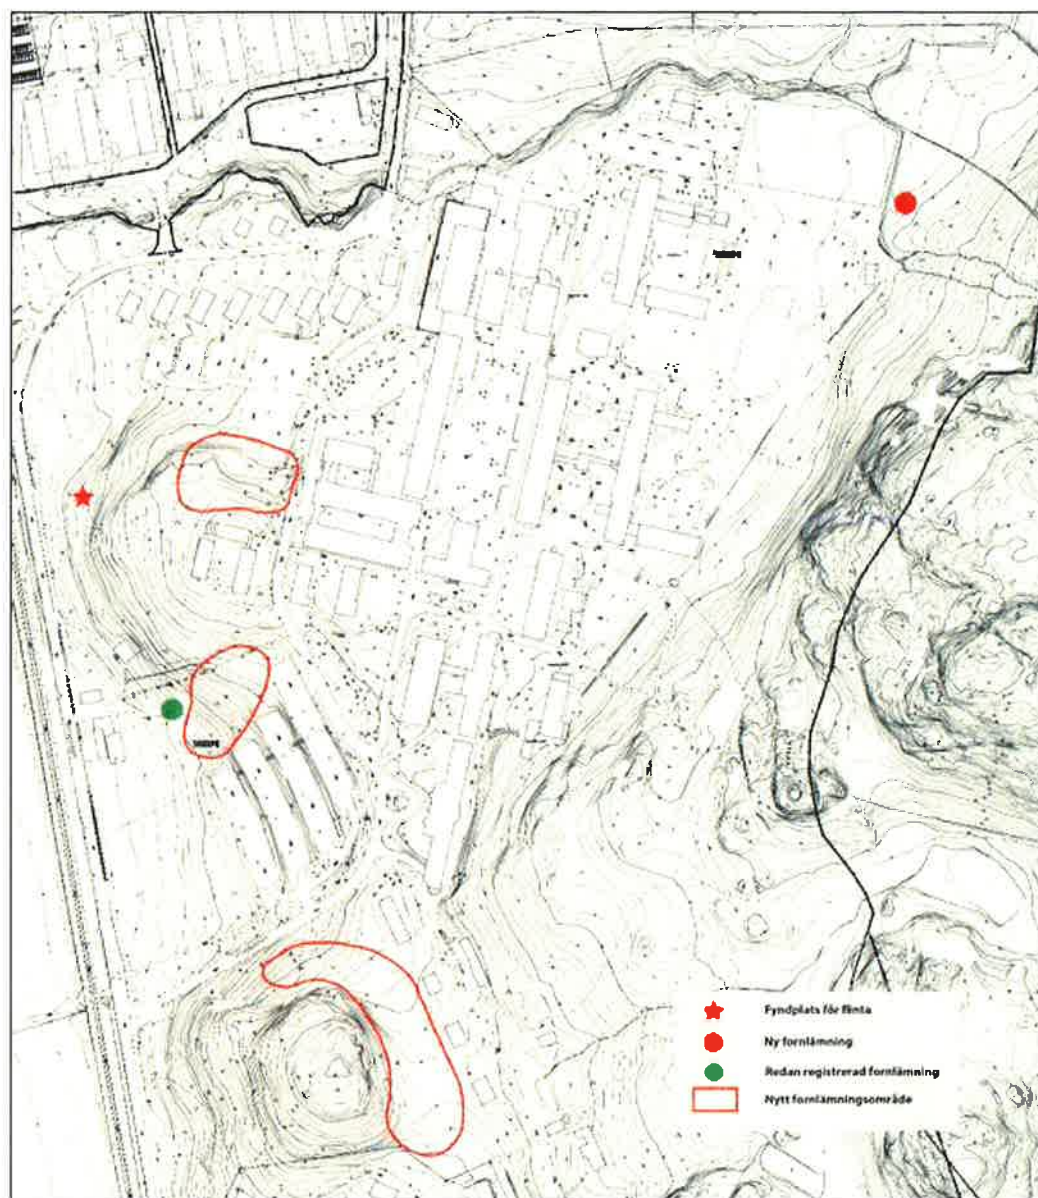 Fyndplats för flinta
Ny fornlämning
Redan registrerad fornlämning
Nytt fornlämningsområde